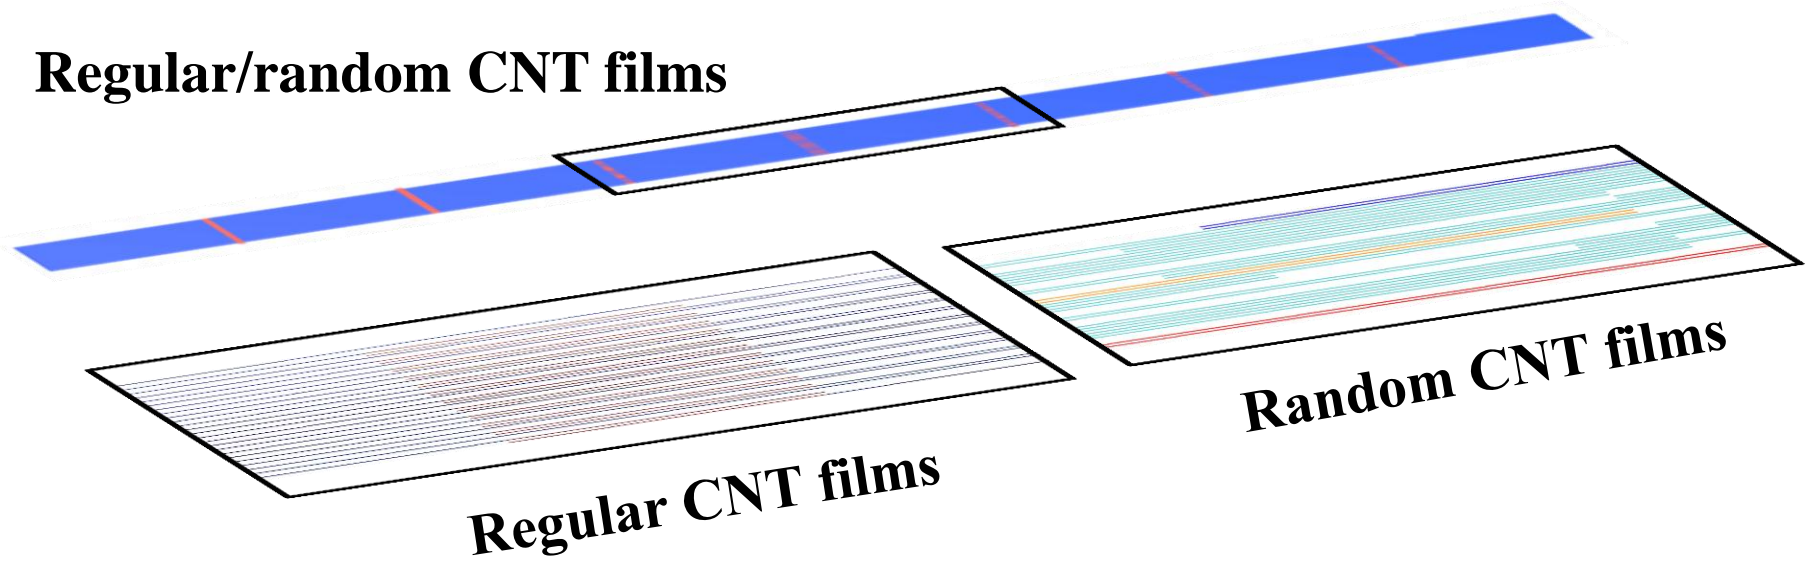 Regular/random CNT films
Random CNT films
Regular CNT films